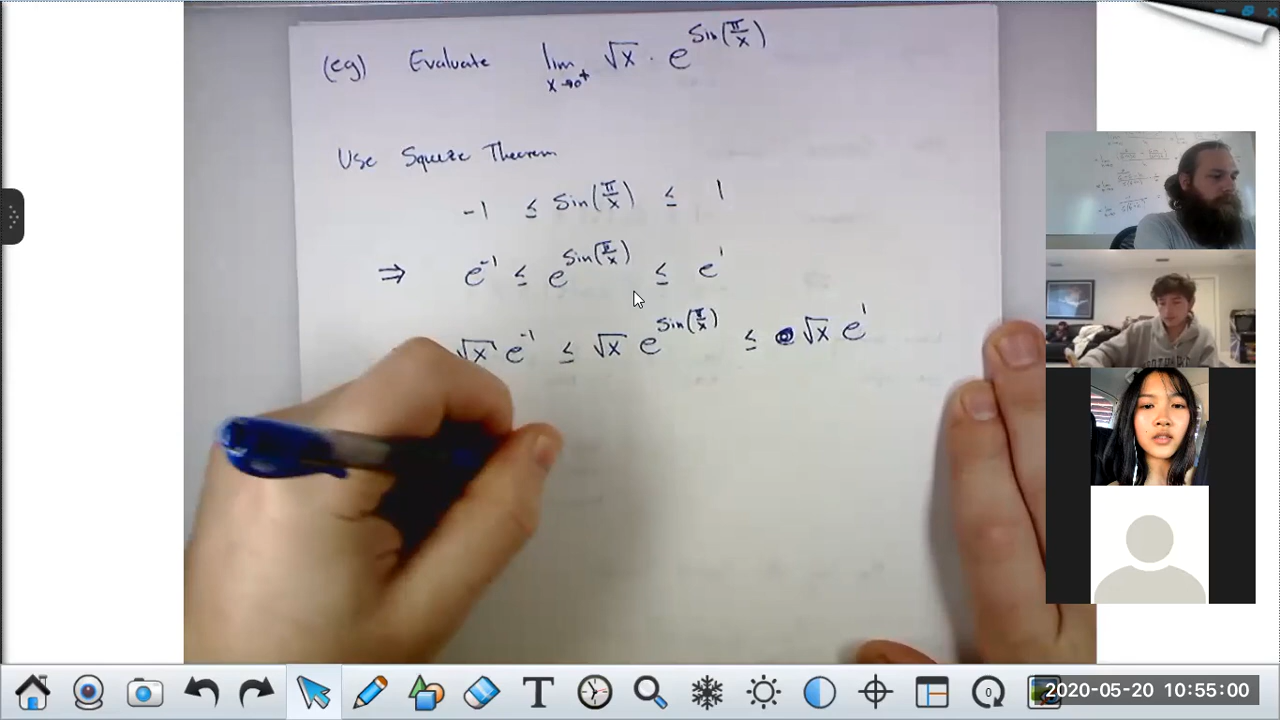 (eg) Evaluate lim x→0⁺ √x · e^sin(π/x)
Use Squeeze Theorem
-1 ≤ sin(π/x) ≤ 1
⇒ e^-1 ≤ e^sin(π/x) ≤ e^1
√x e^-1 ≤ √x e^sin(π/x) ≤ √x e^1
T
0
2020-05-20 10:55:00